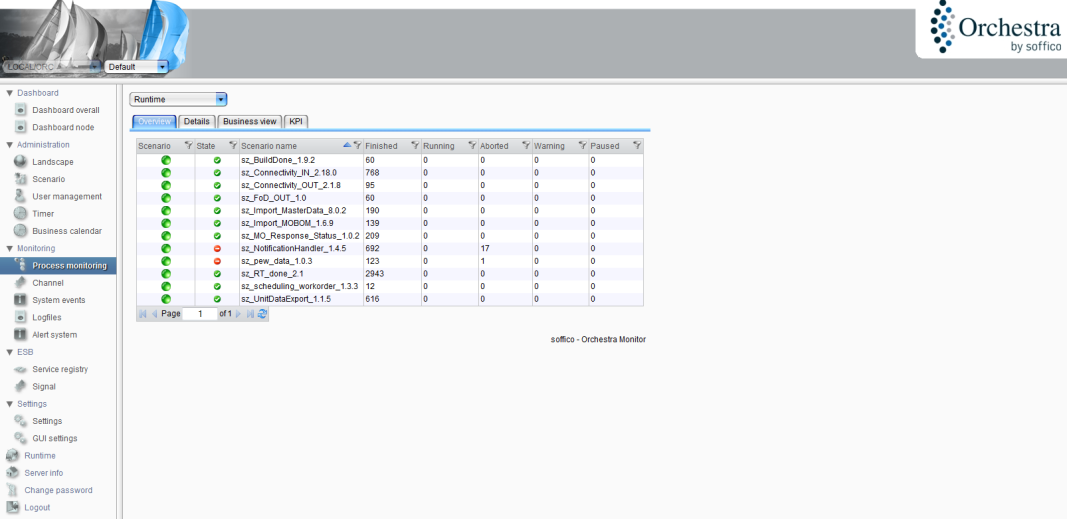 Orchestra
by soffico
LOCAL/ORC
Default
Dashboard
Dashboard overall
Dashboard node
Administration
Landscape
Scenario
User management
Timer
Business calendar
Monitoring
Process monitoring
Channel
System events
Logfiles
Alert system
ESB
Service registry
Signal
Settings
Settings
GUI settings
Runtime
Server info
Change password
Logout
Runtime
Overview Details Business view KPI
Scenario State Scenario name Finished Running Aborted Warning Paused
sz_BuildDone_1.9.2 60 0 0 0 0
sz_Connectivity_IN_2.18.0 768 0 0 0 0
sz_Connectivity_OUT_2.1.8 95 0 0 0 0
sz_FoD_OUT_1.0 60 0 0 0 0
sz_Import_MasterData_8.0.2 190 0 0 0 0
sz_Import_MOBOM_1.6.9 139 0 0 0 0
sz_MO_Response_Status_1.0.2 209 0 0 0 0
sz_NotificationHandler_1.4.5 692 0 17 0 0
sz_pew_data_1.0.3 123 0 1 0 0
sz_RT_done_2.1 2943 0 0 0 0
sz_scheduling_workorder_1.3.3 12 0 0 0 0
sz_UnitDataExport_1.1.5 616 0 0 0 0
Page 1 of 1
soffico - Orchestra Monitor